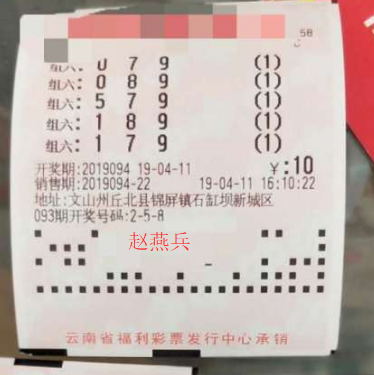 58
组六:0 7 9 (1)
组六:0 8 9 (1)
组六:5 7 9 (1)
组六:1 8 9 (1)
组六:1 7 9 (1)
开奖期:2019094 19-04-11 ¥:10
销售期:2019094-22 19-04-11 16:10:22
地址:文山州丘北县锦屏镇石缸坝新城区
093期开奖号码:2-5-8
赵燕兵
云南省福利彩票发行中心承销